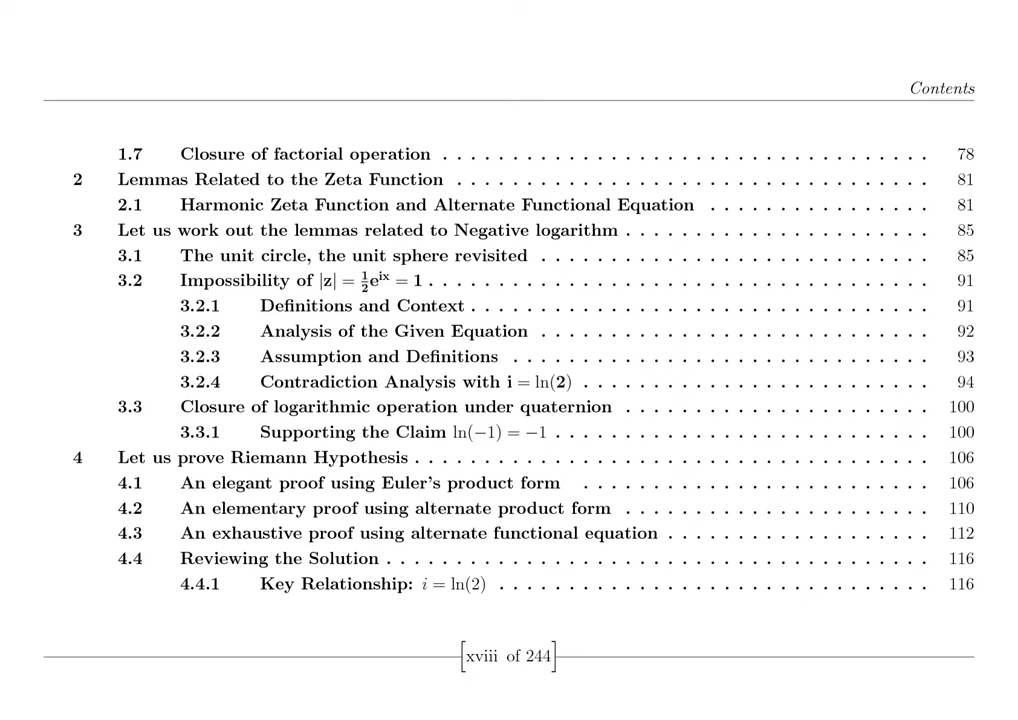 Contents
1.7 Closure of factorial operation . . . . . . . . . . . . . . . . . . . . . . . . . . . . . . . . . . . 78
2 Lemmas Related to the Zeta Function . . . . . . . . . . . . . . . . . . . . . . . . . . . . . . . . . . 81
2.1 Harmonic Zeta Function and Alternate Functional Equation . . . . . . . . . . . . . . . . 81
3 Let us work out the lemmas related to Negative logarithm . . . . . . . . . . . . . . . . . . . . . . 85
3.1 The unit circle, the unit sphere revisited . . . . . . . . . . . . . . . . . . . . . . . . . . . . 85
3.2 Impossibility of |z| = ½e^{ix} = 1 . . . . . . . . . . . . . . . . . . . . . . . . . . . . . . . . . . . . 91
3.2.1 Definitions and Context . . . . . . . . . . . . . . . . . . . . . . . . . . . . . . . . . 91
3.2.2 Analysis of the Given Equation . . . . . . . . . . . . . . . . . . . . . . . . . . . . 92
3.2.3 Assumption and Definitions . . . . . . . . . . . . . . . . . . . . . . . . . . . . . . 93
3.2.4 Contradiction Analysis with i = ln(2) . . . . . . . . . . . . . . . . . . . . . . . . . 94
3.3 Closure of logarithmic operation under quaternion . . . . . . . . . . . . . . . . . . . . . . 100
3.3.1 Supporting the Claim ln(−1) = −1 . . . . . . . . . . . . . . . . . . . . . . . . . . . 100
4 Let us prove Riemann Hypothesis . . . . . . . . . . . . . . . . . . . . . . . . . . . . . . . . . . . . . 106
4.1 An elegant proof using Euler's product form . . . . . . . . . . . . . . . . . . . . . . . . . 106
4.2 An elementary proof using alternate product form . . . . . . . . . . . . . . . . . . . . . . 110
4.3 An exhaustive proof using alternate functional equation . . . . . . . . . . . . . . . . . . . 112
4.4 Reviewing the Solution . . . . . . . . . . . . . . . . . . . . . . . . . . . . . . . . . . . . . . . 116
4.4.1 Key Relationship: i = ln(2) . . . . . . . . . . . . . . . . . . . . . . . . . . . . . . . 116
[xviii of 244]